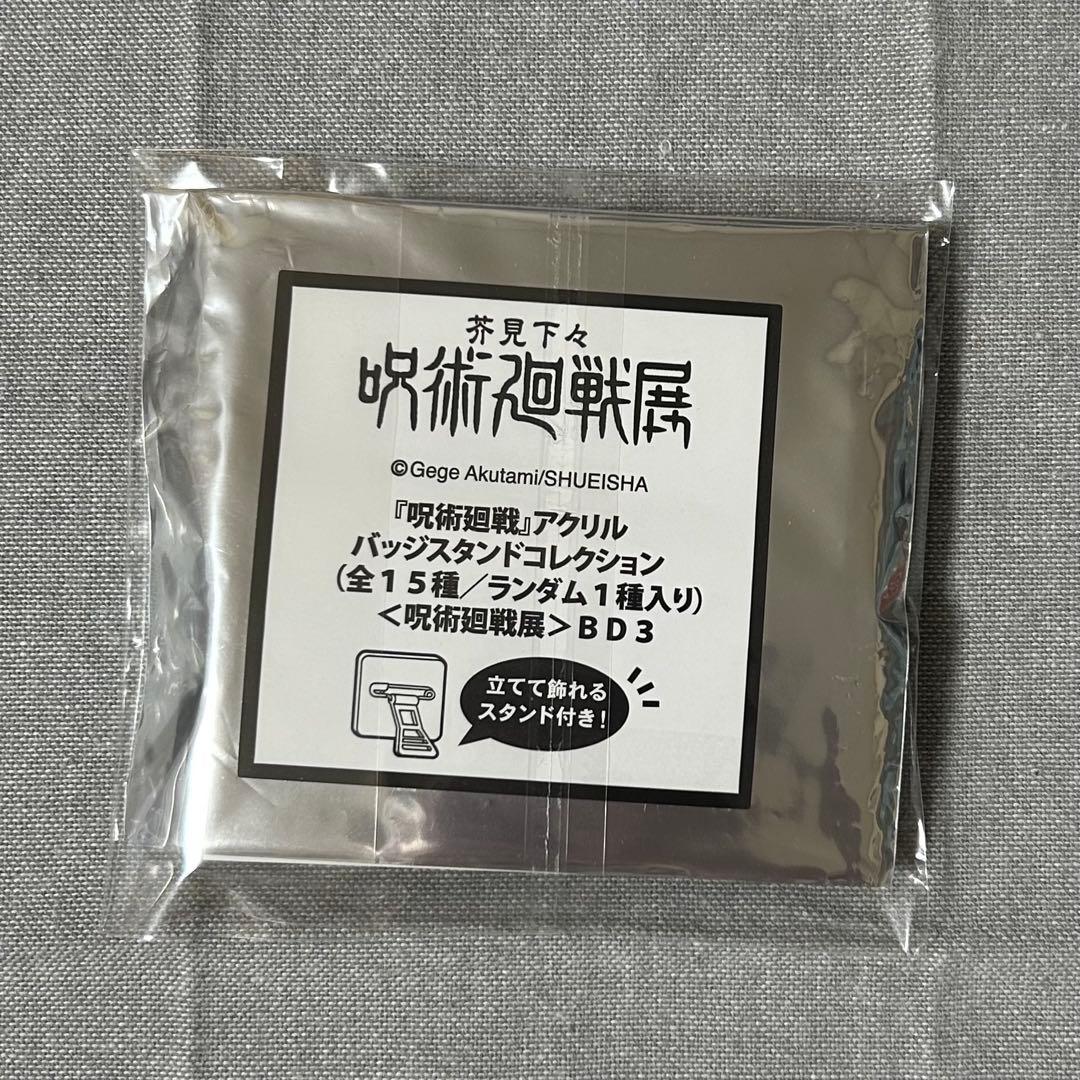 芥見下々
呪術廻戦展
©Gege Akutami/SHUEISHA
『呪術廻戦』アクリル
バッジスタンドコレクション
（全１５種／ランダム１種入り）
＜呪術廻戦展＞ＢＤ３
立てて飾れる
スタンド付き！